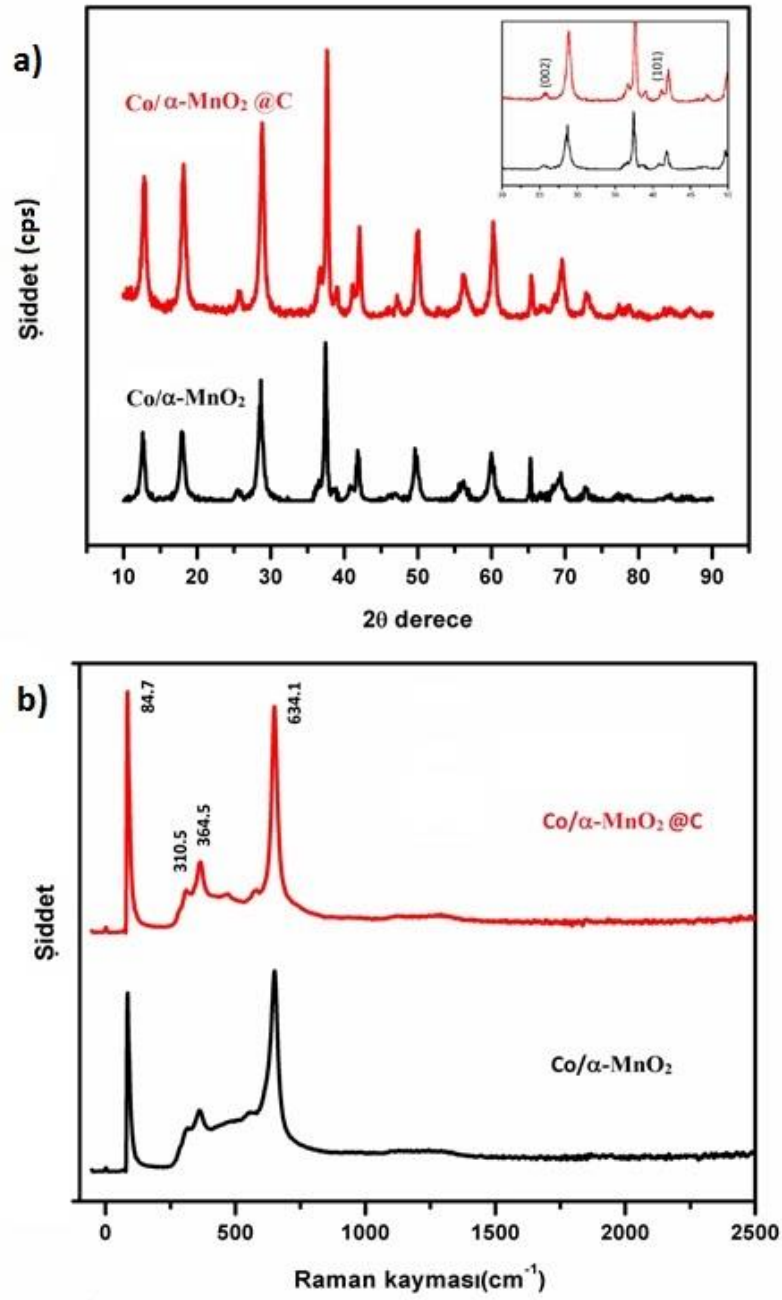 a)
Şiddet (cps)
Co/α-MnO₂ @C
(002)
(101)
Co/α-MnO₂
10 20 30 40 50 60 70 80 90
2θ derece
b)
Şiddet
84.7
310.5
364.5
634.1
Co/α-MnO₂ @C
Co/α-MnO₂
0 500 1000 1500 2000 2500
Raman kayması(cm⁻¹)